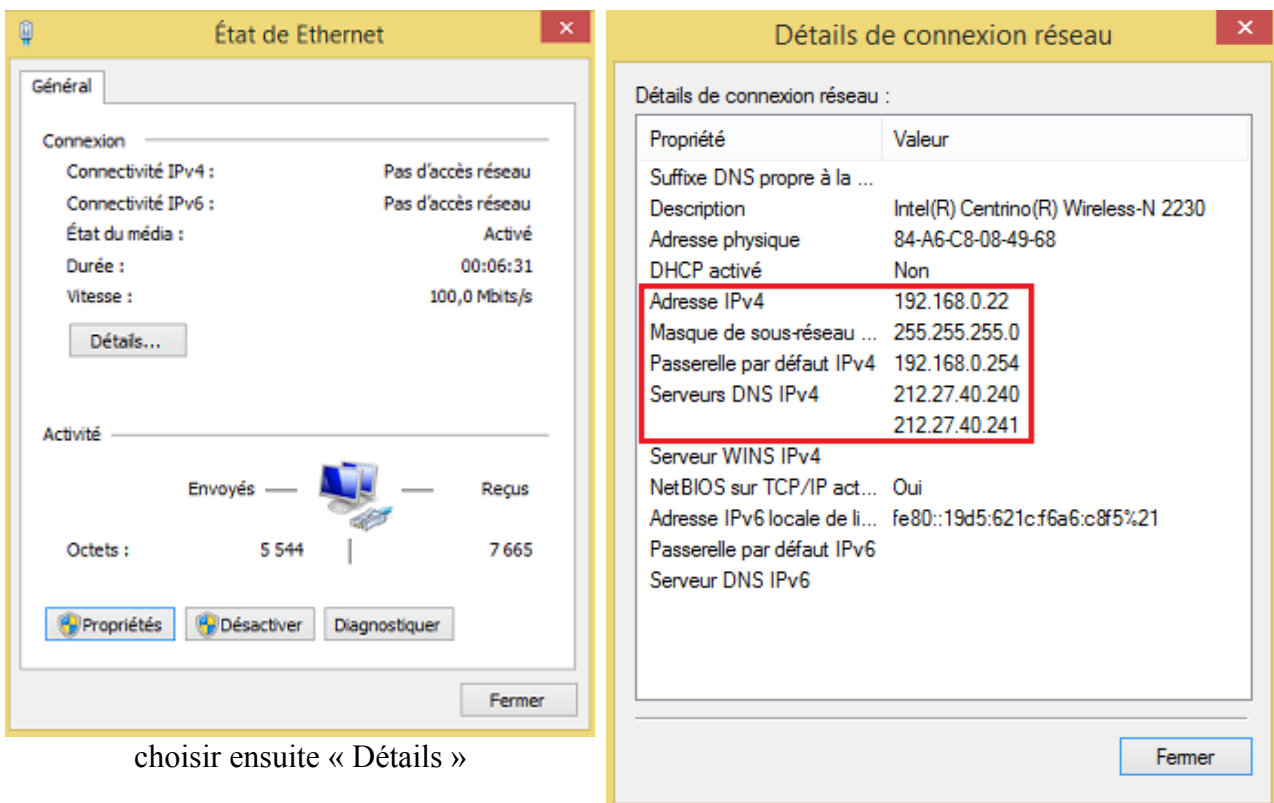 État de Ethernet
Général
Connexion
Connectivité IPv4 : Pas d'accès réseau
Connectivité IPv6 : Pas d'accès réseau
État du média : Activé
Durée : 00:06:31
Vitesse : 100,0 Mbits/s
Détails...
Activité
Envoyés Reçus
Octets : 5 544 7 665
Propriétés Désactiver Diagnostiquer
Fermer
choisir ensuite « Détails »
Détails de connexion réseau
Détails de connexion réseau :
Propriété Valeur
Suffixe DNS propre à la ...
Description Intel(R) Centrino(R) Wireless-N 2230
Adresse physique 84-A6-C8-08-49-68
DHCP activé Non
Adresse IPv4 192.168.0.22
Masque de sous-réseau ... 255.255.255.0
Passerelle par défaut IPv4 192.168.0.254
Serveurs DNS IPv4 212.27.40.240
212.27.40.241
Serveur WINS IPv4
NetBIOS sur TCP/IP act... Oui
Adresse IPv6 locale de li... fe80::19d5:621c:f6a6:c8f5%21
Passerelle par défaut IPv6
Serveur DNS IPv6
Fermer